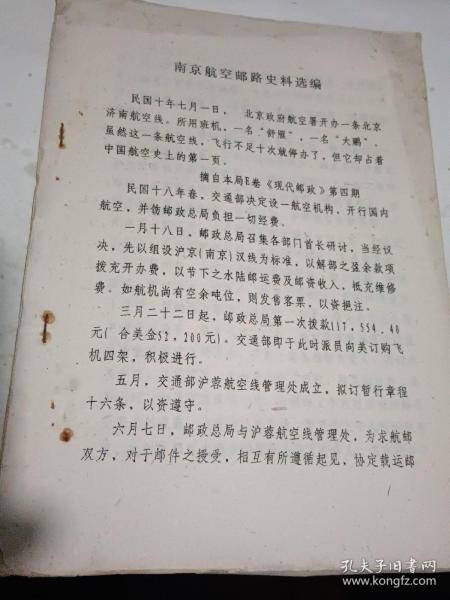 南京航空邮路史料选编
民国十年七月一日， 北京政府航空署开办一条北京
济南航空线。所用班机，一名“舒雁”，一名“大鹏”。
虽然这一条航空线，飞行不足十次就停办了，但它却占着
中国航空史上的第一页。
摘自本局E卷《现代邮政》第四期
民国十八年春，交通部决定设一航空机构，开行国内
航空，并饬邮政总局负担一切经费。
一月十八日，邮政总局召集各部门首长研讨，当经议
决，先以组设沪京(南京)汉线为标准，以解部之盈余款项
拨充开办费，以节下之水陆邮运费及邮资收入，抵充维修
费。如航机尚有空余吨位，则发售客票，以资挹注。
三月二十二日起，邮政总局第一次拨款117,554.40
元(合美金52,200元)。交通部即于此时派员向美订购飞
机四架，积极进行。
五月，交通部沪蓉航空线管理处成立，拟订暂行章程
十六条，以资遵守。
六月七日，邮政总局与沪蓉航空线管理处，为求航邮
双方，对于邮件之授受，相互有所遵循起见，协定载运邮
1
孔夫子旧书网
www.kongfz.com